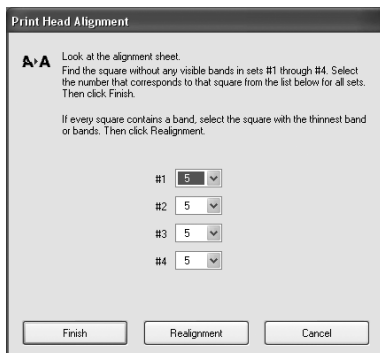 Print Head Alignment
A▸A
Look at the alignment sheet.
Find the square without any visible bands in sets #1 through #4. Select
the number that corresponds to that square from the list below for all sets.
Then click Finish.
If every square contains a band, select the square with the thinnest band
or bands. Then click Realignment.
#1 5
#2 5
#3 5
#4 5
Finish Realignment Cancel